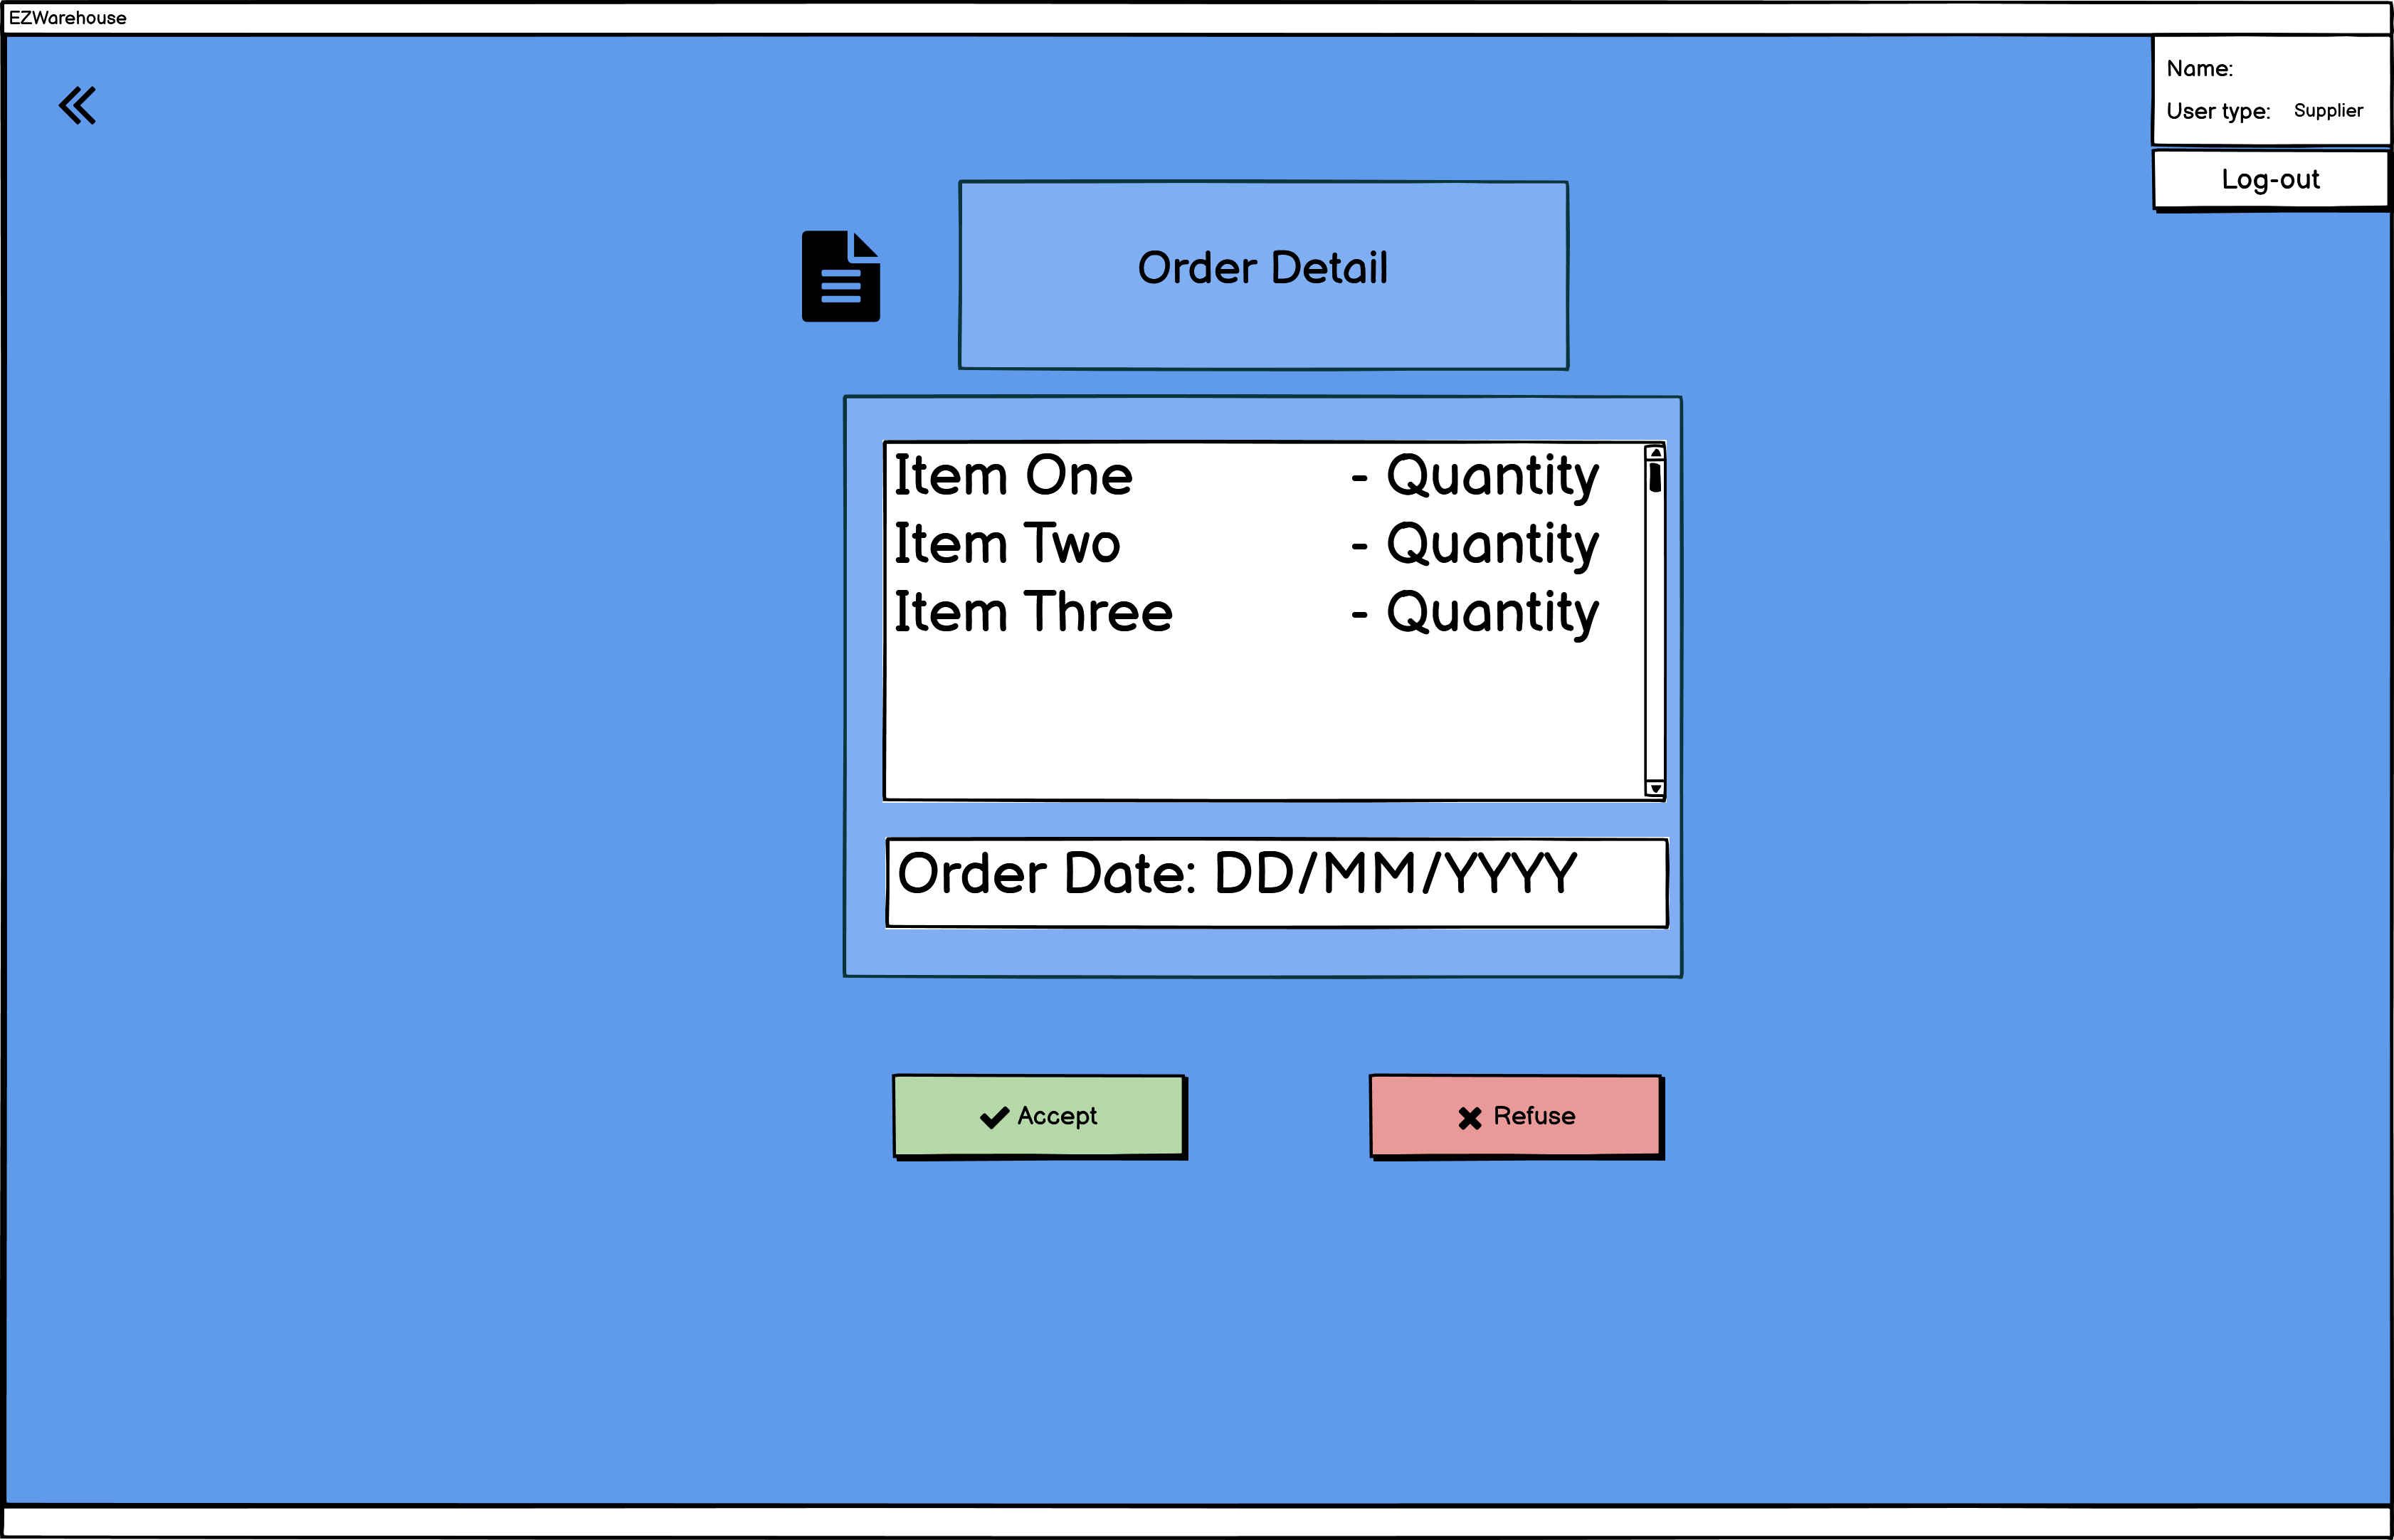 EZWarehouse
Name:
User type: Supplier
Log-out
Order Detail
Item One - Quantity
Item Two - Quantity
Item Three - Quantity
Order Date: DD/MM/YYYY
Accept
Refuse